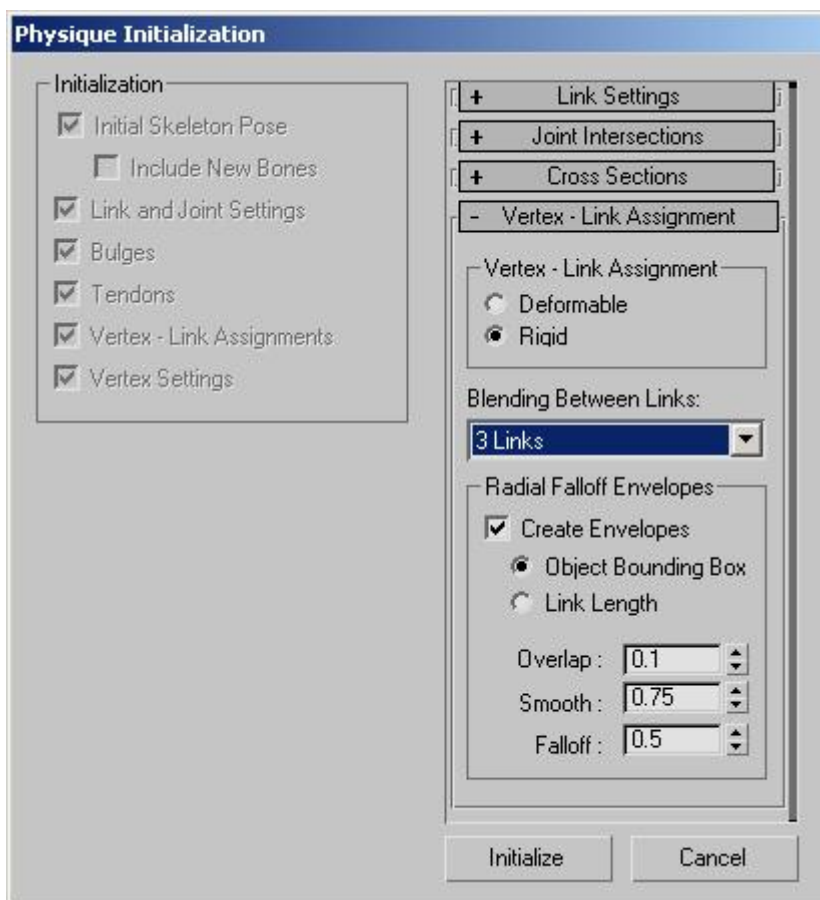 Physique Initialization
Initialization
Initial Skeleton Pose
Include New Bones
Link and Joint Settings
Bulges
Tendons
Vertex - Link Assignments
Vertex Settings
+ Link Settings
+ Joint Intersections
+ Cross Sections
- Vertex - Link Assignment
Vertex - Link Assignment
Deformable
Rigid
Blending Between Links:
3 Links
Radial Falloff Envelopes
Create Envelopes
Object Bounding Box
Link Length
Overlap : 0.1
Smooth : 0.75
Falloff : 0.5
Initialize Cancel